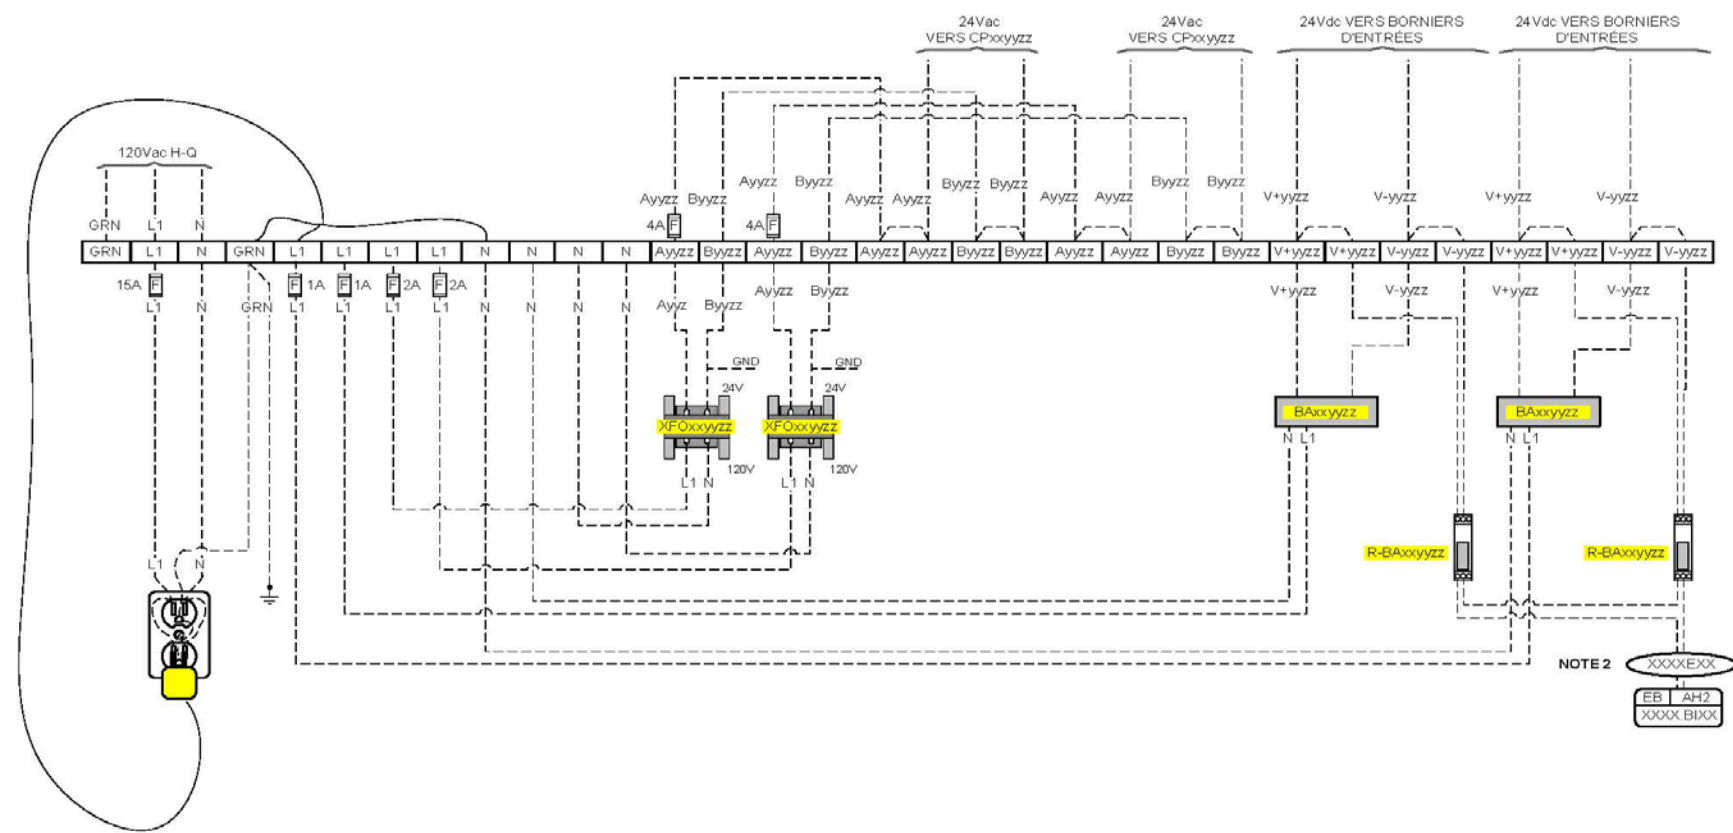 24Vac
VERS CPxxyyzz
24Vac
VERS CPxxyyzz
24Vdc VERS BORNIERS
D'ENTRÉES
24Vdc VERS BORNIERS
D'ENTRÉES
120Vac H-Q
Ayyzz Byyzz Ayyzz Byyzz Ayyzz Ayyzz Byyzz Byyzz Ayyzz Ayyzz Byyzz Byyzz V+yyzz V-yyzz V+yyzz V-yyzz
GRN L1 N 4A F 4A F
GRN L1 N GRN L1 L1 L1 L1 N N N N Ayyzz Byyzz Ayyzz Byyzz Ayyzz Ayyzz Byyzz Byyzz Ayyzz Ayyzz Byyzz Byyzz V+yyzz V+yyzz V-yyzz V-yyzz V+yyzz V+yyzz V-yyzz V-yyzz
15A F F 1A F 1A F 2A F 2A Ayyzz Byyzz V+yyzz V-yyzz V+yyzz V-yyzz
L1 N GRN L1 L1 L1 L1 N N N N Ayyz Byyzz
GND GND
24V 24V
XFOxxyyzz XFOxxyyzz BAxxyyzz BAxxyyzz
N L1 N L1
120V 120V
L1 N L1 N
R-BAxxyyzz R-BAxxyyzz
L1 N
NOTE 2 XXXXEXX
EB AH2
XXXX.BIXX